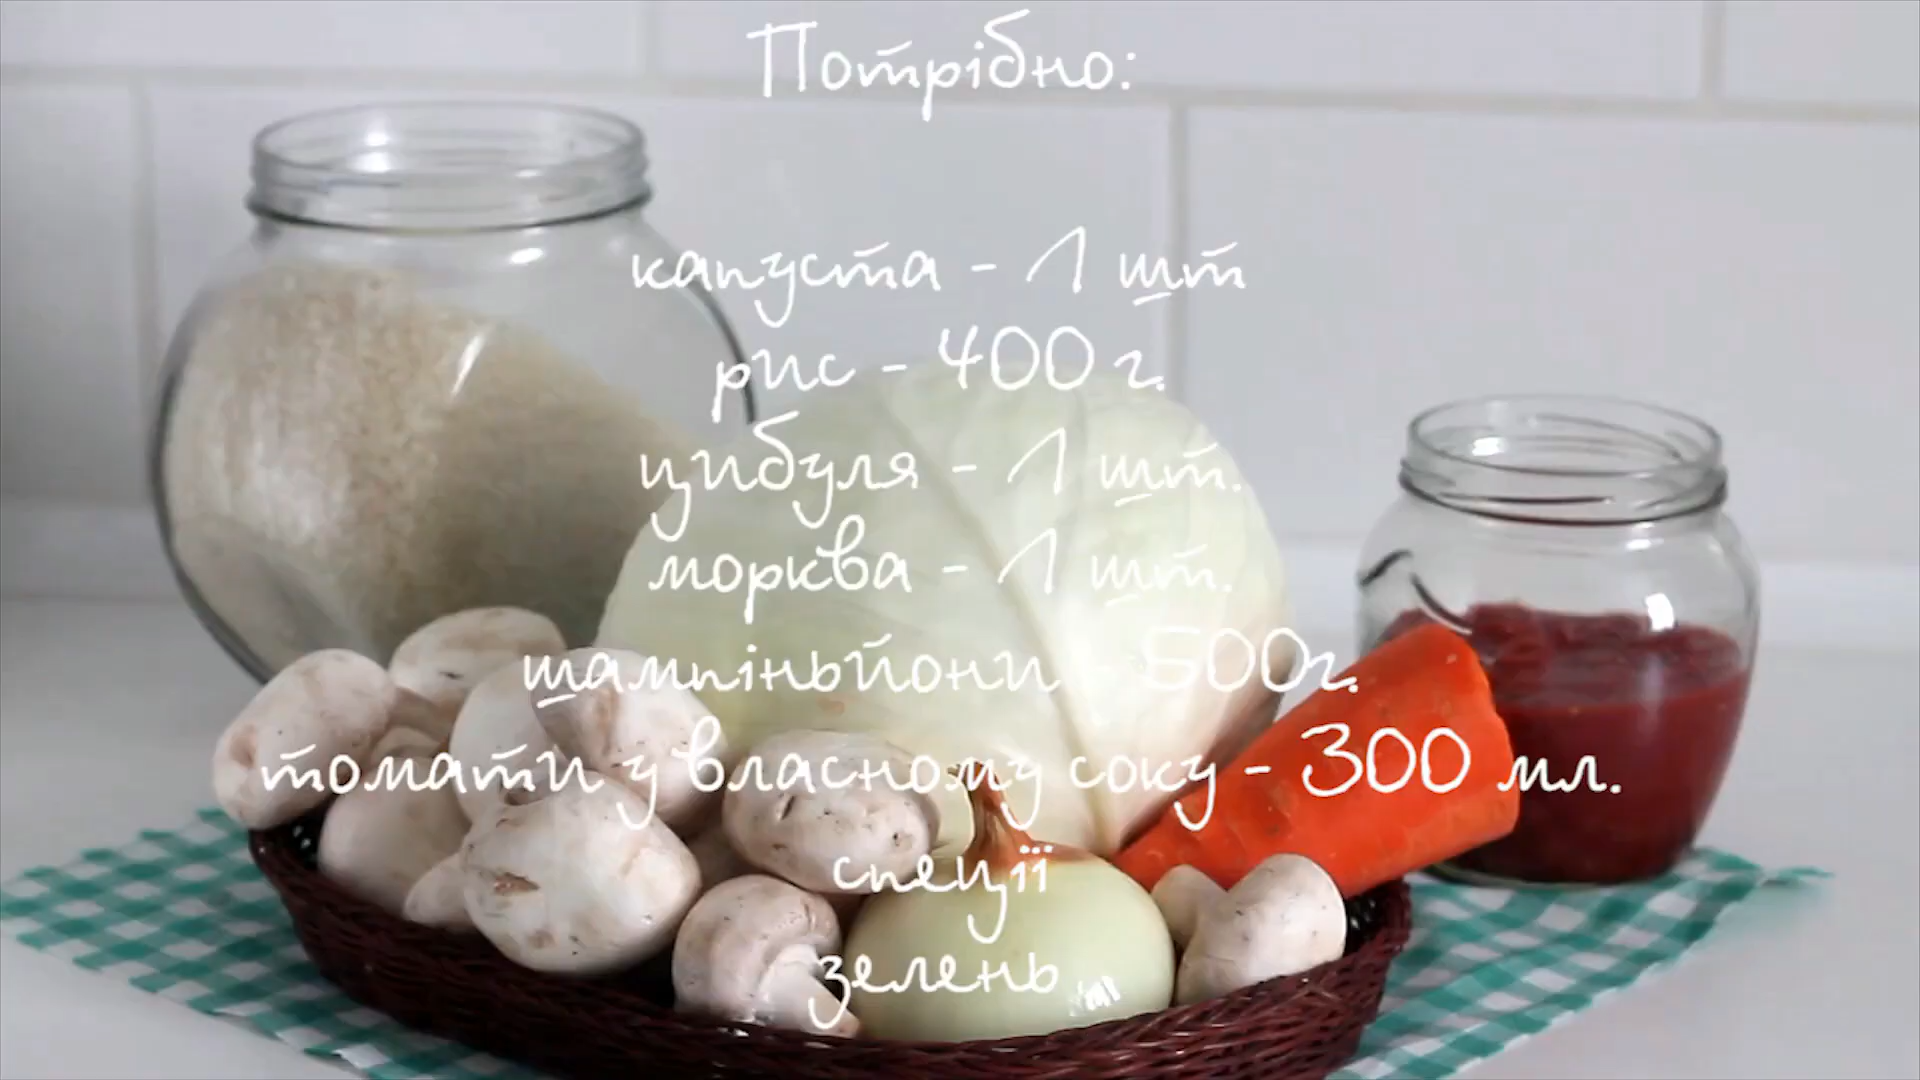 Потрібно:
капуста - 1 шт
рис - 400 г.
цибуля - 1 шт.
морква - 1 шт.
шампіньйони - 500г.
томати у власному соку - 300 мл.
спеції
зелень